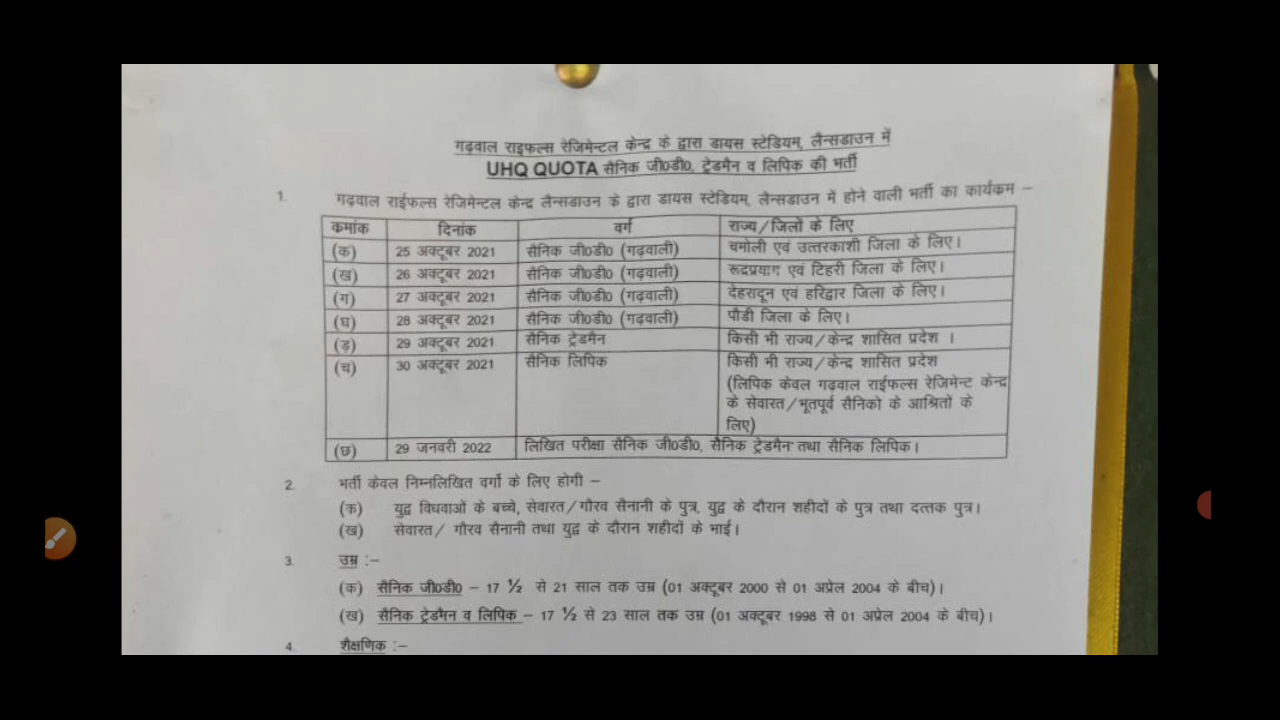 गढ़वाल राइफल्स रेजिमेन्टल केन्द्र के द्वारा डायस स्टेडियम, लैन्सडाउन में
UHQ QUOTA सैनिक जी0डी0, ट्रेडमैन व लिपिक की भर्ती
1. गढ़वाल राईफल्स रेजिमेन्टल केन्द्र लैन्सडाउन के द्वारा डायस स्टेडियम, लैन्सडाउन में होने वाली भर्ती का कार्यकम –
कमांक दिनांक वर्ग राज्य/जिलों के लिए
(क) 25 अक्टूबर 2021 सैनिक जी0डी0 (गढ़वाली) चमोली एवं उत्तरकाशी जिला के लिए।
(ख) 26 अक्टूबर 2021 सैनिक जी0डी0 (गढ़वाली) रूद्रप्रयाग एवं टिहरी जिला के लिए।
(ग) 27 अक्टूबर 2021 सैनिक जी0डी0 (गढ़वाली) देहरादून एवं हरिद्वार जिला के लिए।
(घ) 28 अक्टूबर 2021 सैनिक जी0डी0 (गढ़वाली) पौडी जिला के लिए।
(ड़) 29 अक्टूबर 2021 सैनिक ट्रेडमैन किसी भी राज्य/केन्द्र शासित प्रदेश ।
(च) 30 अक्टूबर 2021 सैनिक लिपिक किसी भी राज्य/केन्द्र शासित प्रदेश
(लिपिक केवल गढ़वाल राईफल्स रेजिमेन्ट केन्द्र
के सेवारत/भूतपूर्व सैनिको के आश्रितों के
लिए)
(छ) 29 जनवरी 2022 लिखित परीक्षा सैनिक जी0डी0, सैनिक ट्रेडमैन तथा सैनिक लिपिक।
2. भर्ती केवल निम्नलिखित वर्गो के लिए होगी –
(क) युद्व विधवाओं के बच्चे, सेवारत/गौरव सैनानी के पुत्र, युद्व के दौरान शहीदों के पुत्र तथा दत्तक पुत्र।
(ख) सेवारत/ गौरव सैनानी तथा युद्व के दौरान शहीदों के भाई।
3. उम्र :–
(क) सैनिक जी0डी0 – 17 ½ से 21 साल तक उम्र (01 अक्टूबर 2000 से 01 अप्रेल 2004 के बीच)।
(ख) सैनिक ट्रेडमैन व लिपिक – 17 ½ से 23 साल तक उम्र (01 अक्टूबर 1998 से 01 अप्रेल 2004 के बीच)।
4. शैक्षणिक :–